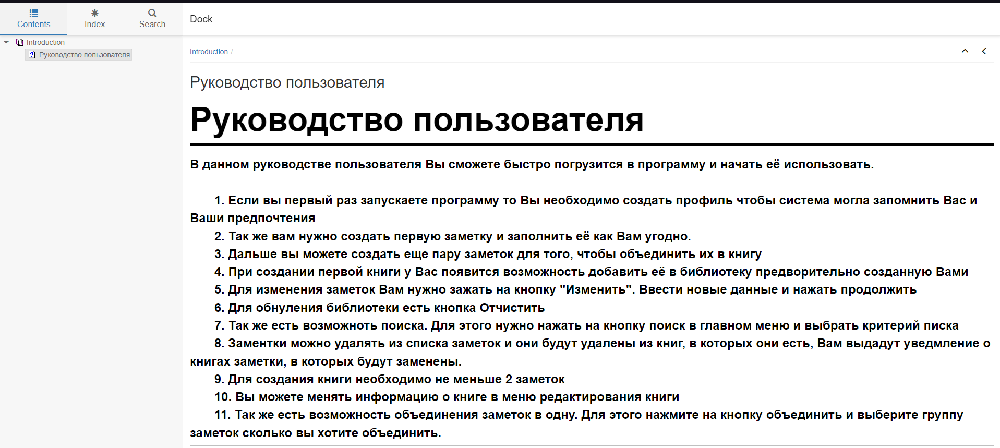 Contents
Index
Search
Dock
Introduction
Руководство пользователя
Introduction /
Руководство пользователя
Руководство пользователя
В данном руководстве пользователя Вы сможете быстро погрузится в программу и начать её использовать.
1. Если вы первый раз запускаете программу то Вы необходимо создать профиль чтобы система могла запомнить Вас и
Ваши предпочтения
2. Так же вам нужно создать первую заметку и заполнить её как Вам угодно.
3. Дальше вы можете создать еще пару заметок для того, чтобы объединить их в книгу
4. При создании первой книги у Вас появится возможность добавить её в библиотеку предворительно созданную Вами
5. Для изменения заметок Вам нужно зажать на кнопку "Изменить". Ввести новые данные и нажать продолжить
6. Для обнуления библиотеки есть кнопка Отчистить
7. Так же есть возможноть поиска. Для этого нужно нажать на кнопку поиск в главном меню и выбрать критерий писка
8. Заментки можно удалять из списка заметок и они будут удалены из книг, в которых они есть, Вам выдадут уведмление о
книгах заметки, в которых будут заменены.
9. Для создания книги необходимо не меньше 2 заметок
10. Вы можете менять информацию о книге в меню редактирования книги
11. Так же есть возможность объединения заметок в одну. Для этого нажмите на кнопку объединить и выберите группу
заметок сколько вы хотите объединить.